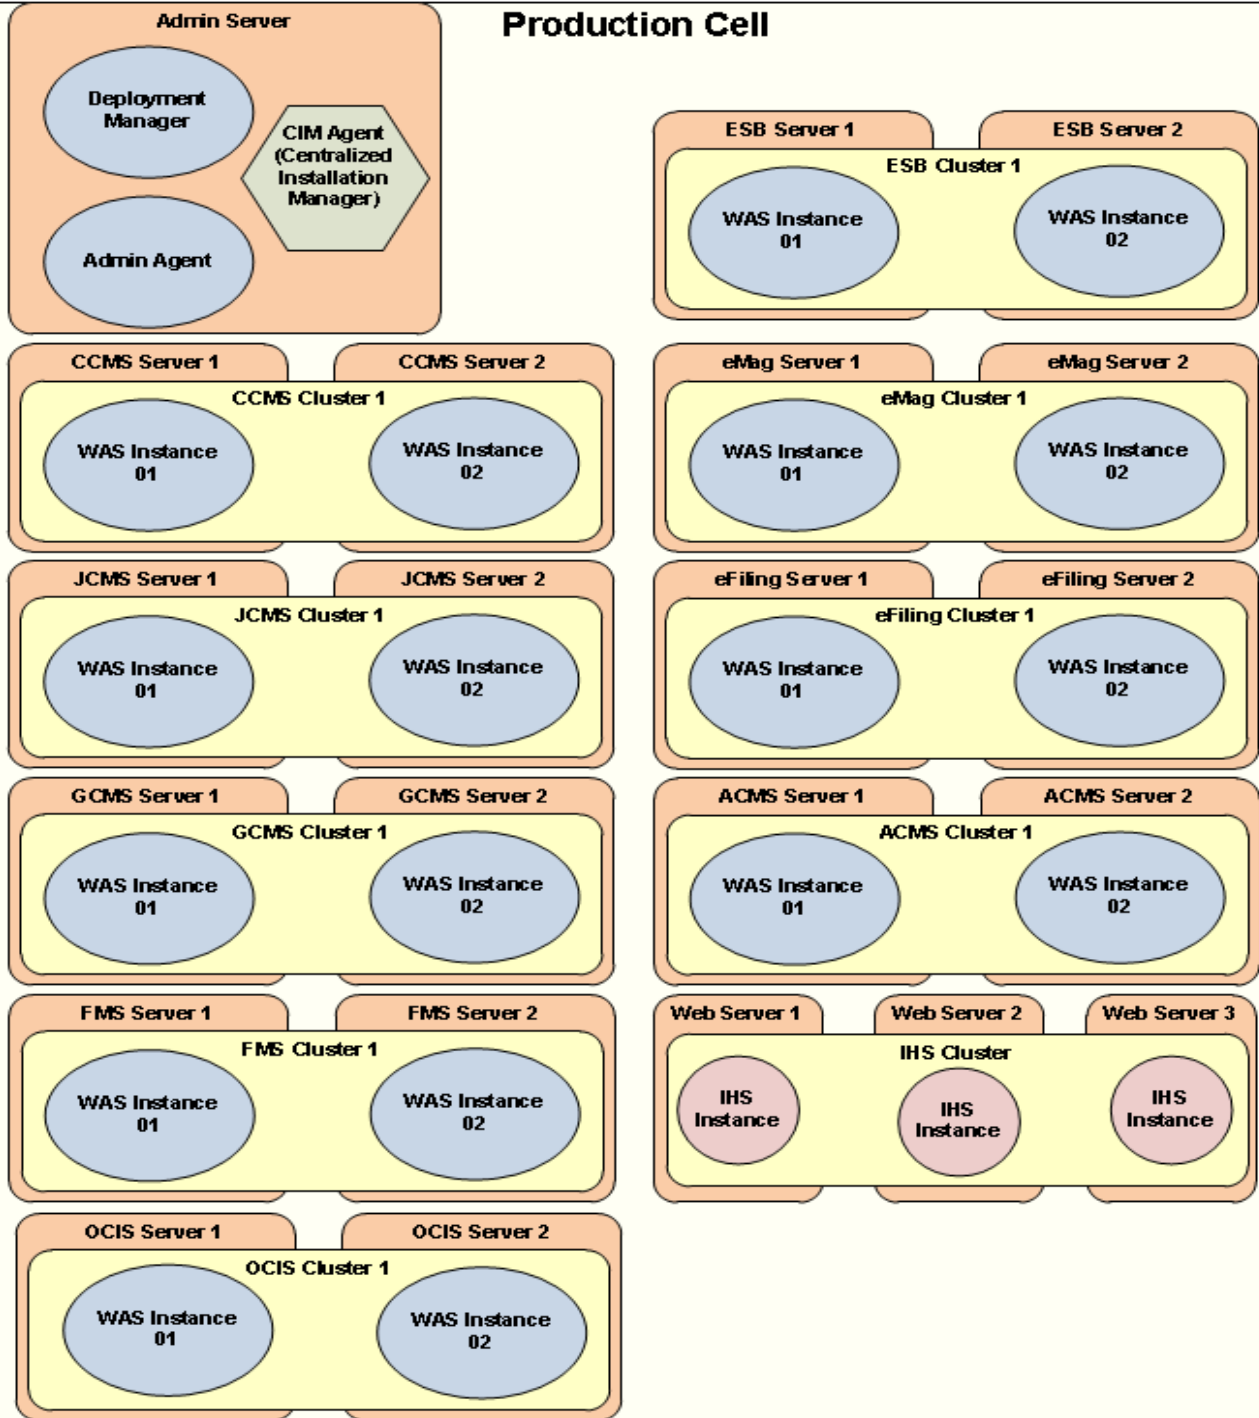 Production Cell
Admin Server
Deployment
Manager
CIM Agent
(Centralized
Installation
Manager)
Admin Agent
ESB Server 1
ESB Server 2
ESB Cluster 1
WAS Instance
01
WAS Instance
02
CCMS Server 1
CCMS Server 2
CCMS Cluster 1
WAS Instance
01
WAS Instance
02
eMag Server 1
eMag Server 2
eMag Cluster 1
WAS Instance
01
WAS Instance
02
JCMS Server 1
JCMS Server 2
JCMS Cluster 1
WAS Instance
01
WAS Instance
02
eFiling Server 1
eFiling Server 2
eFiling Cluster 1
WAS Instance
01
WAS Instance
02
GCMS Server 1
GCMS Server 2
GCMS Cluster 1
WAS Instance
01
WAS Instance
02
ACMS Server 1
ACMS Server 2
ACMS Cluster 1
WAS Instance
01
WAS Instance
02
FMS Server 1
FMS Server 2
FMS Cluster 1
WAS Instance
01
WAS Instance
02
Web Server 1
Web Server 2
Web Server 3
IHS Cluster
IHS
Instance
IHS
Instance
IHS
Instance
OCIS Server 1
OCIS Server 2
OCIS Cluster 1
WAS Instance
01
WAS Instance
02